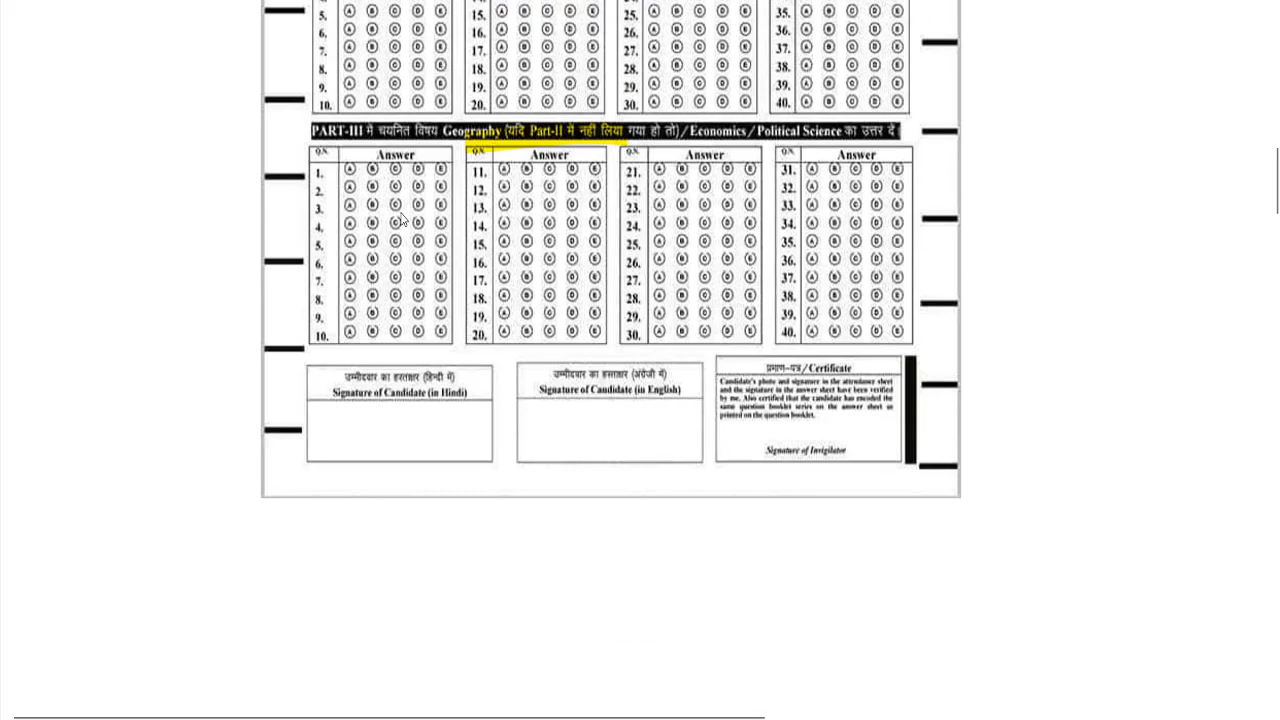 5. A B C D E 15. A B C D E 25. A B C D E 35. A B C D E
6. A B C D E 16. A B C D E 26. A B C D E 36. A B C D E
7. A B C D E 17. A B C D E 27. A B C D E 37. A B C D E
8. A B C D E 18. A B C D E 28. A B C D E 38. A B C D E
9. A B C D E 19. A B C D E 29. A B C D E 39. A B C D E
10. A B C D E 20. A B C D E 30. A B C D E 40. A B C D E
PART-III में चयनित विषय Geography (यदि Part-II में नहीं लिया गया हो तो)/Economics/Political Science का उत्तर दें
Q.N. Answer Q.N. Answer Q.N. Answer Q.N. Answer
1. A B C D E 11. A B C D E 21. A B C D E 31. A B C D E
2. A B C D E 12. A B C D E 22. A B C D E 32. A B C D E
3. A B C D E 13. A B C D E 23. A B C D E 33. A B C D E
4. A B C D E 14. A B C D E 24. A B C D E 34. A B C D E
5. A B C D E 15. A B C D E 25. A B C D E 35. A B C D E
6. A B C D E 16. A B C D E 26. A B C D E 36. A B C D E
7. A B C D E 17. A B C D E 27. A B C D E 37. A B C D E
8. A B C D E 18. A B C D E 28. A B C D E 38. A B C D E
9. A B C D E 19. A B C D E 29. A B C D E 39. A B C D E
10. A B C D E 20. A B C D E 30. A B C D E 40. A B C D E
उम्मीदवार का हस्ताक्षर (हिन्दी में)
Signature of Candidate (in Hindi)
उम्मीदवार का हस्ताक्षर (अंग्रेजी में)
Signature of Candidate (in English)
प्रमाण-पत्र/Certificate
Candidate's photo and signature in the attendance sheet
and the signature in the answer sheet have been verified
by me. Also certified that the candidate has encoded the
same question booklet series on the answer sheet as
printed on the question booklet.
Signature of Invigilator